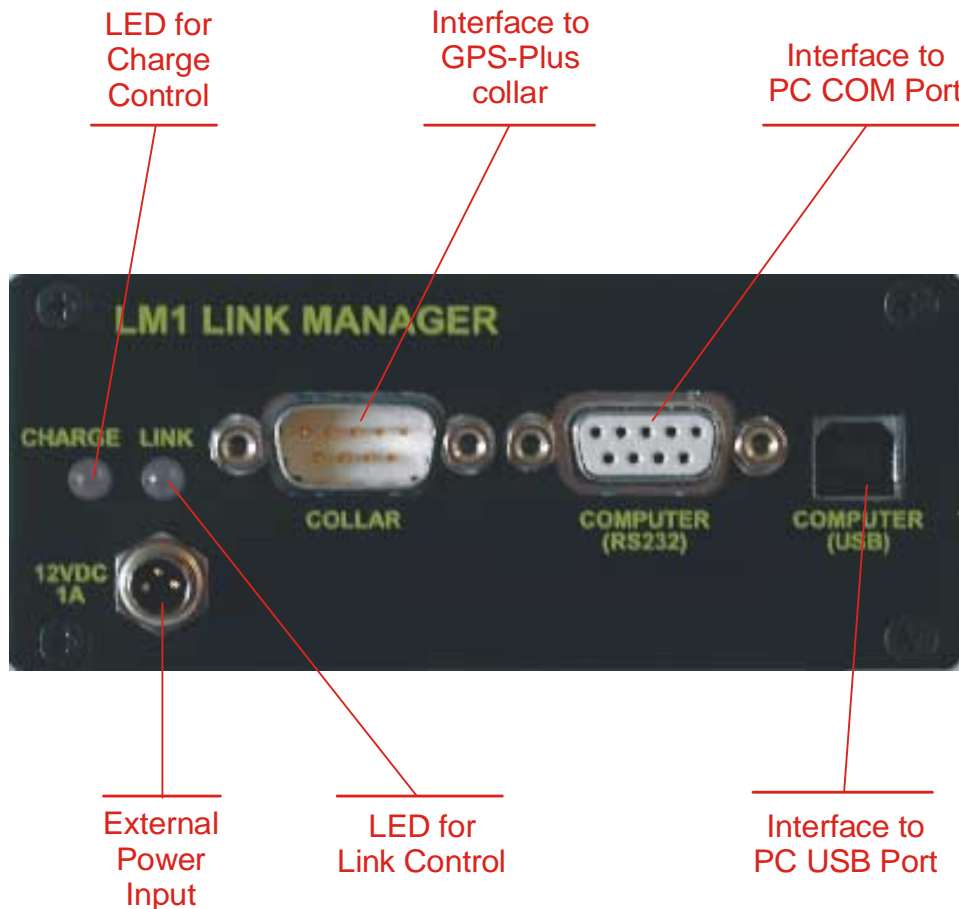 LED for
Charge
Control
Interface to
GPS-Plus
collar
Interface to
PC COM Port
LM1 LINK MANAGER
CHARGE LINK
COLLAR
COMPUTER
(RS232)
COMPUTER
(USB)
12VDC
1A
External
Power
Input
LED for
Link Control
Interface to
PC USB Port